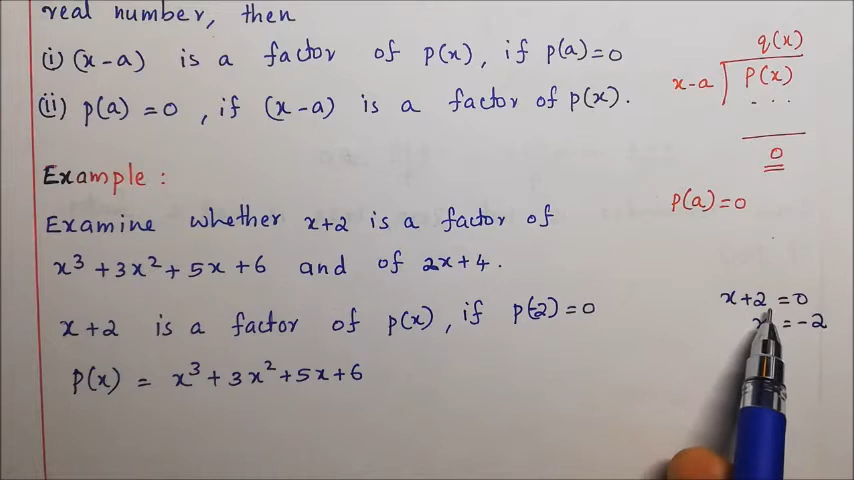 real number, then
(i) (x-a) is a factor of p(x), if p(a)=0
(ii) p(a) = 0, if (x-a) is a factor of p(x).
Example:
Examine whether x+2 is a factor of
x³+3x²+5x+6 and of 2x+4.
x+2 is a factor of p(x), if p(-2)=0
p(x) = x³+3x²+5x+6
q(x)
x-a p(x)
...
0
p(a)=0
x+2=0
x=-2